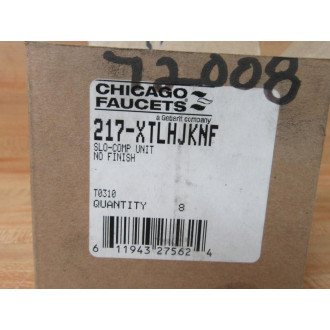 72008
CHICAGO
FAUCETS
a Geberit company
217-XTLHJKNF
SLO-COMP UNIT
NO FINISH
T0310
QUANTITY 8
6 11943 27562 4